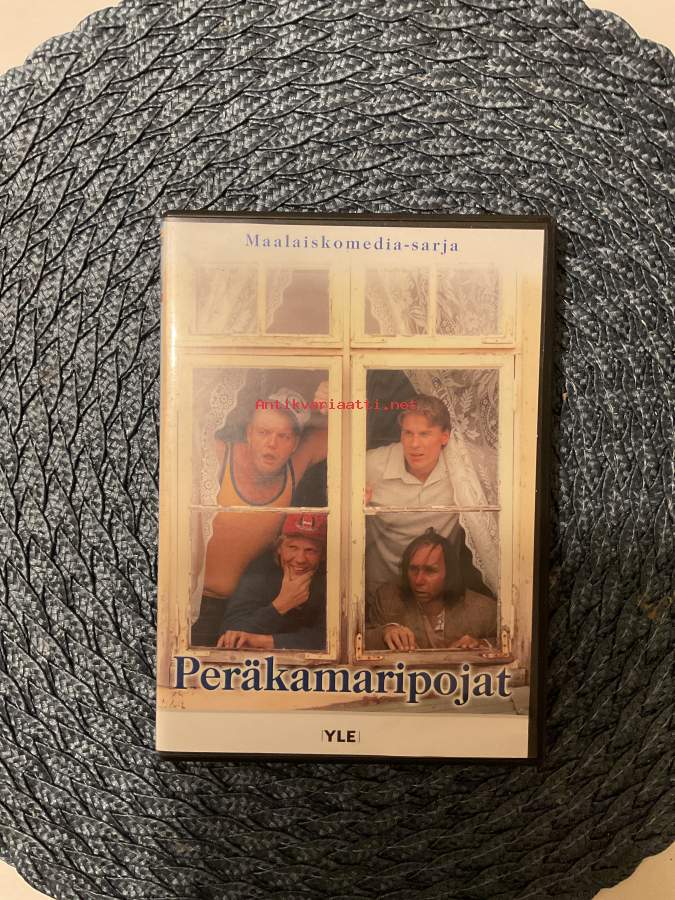 Maalaiskomedia-sarja
Antikvariaatti.net
Peräkamaripojat
YLE